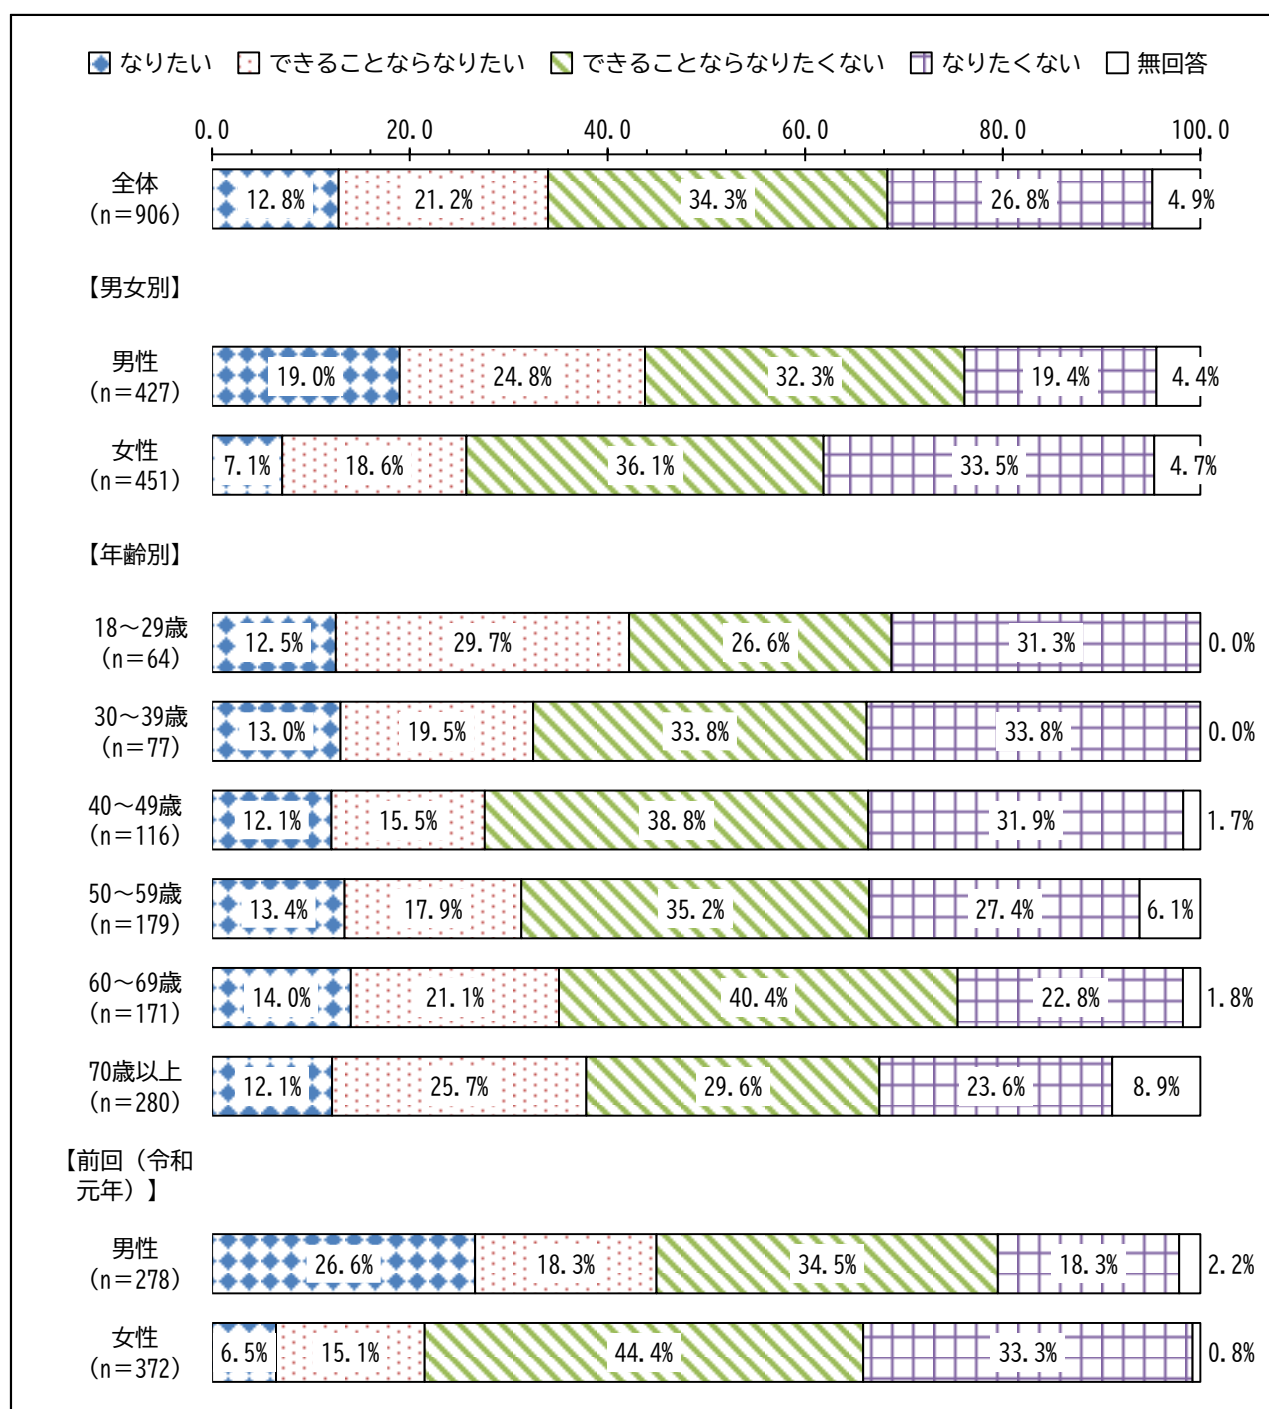 なりたい できることならなりたい できることならなりたくない なりたくない 無回答
0.0 20.0 40.0 60.0 80.0 100.0
全体
（n＝906）
12.8% 21.2% 34.3% 26.8% 4.9%
【男女別】
男性
（n＝427）
19.0% 24.8% 32.3% 19.4% 4.4%
女性
（n＝451）
7.1% 18.6% 36.1% 33.5% 4.7%
【年齢別】
18～29歳
（n＝64）
12.5% 29.7% 26.6% 31.3% 0.0%
30～39歳
（n＝77）
13.0% 19.5% 33.8% 33.8% 0.0%
40～49歳
（n＝116）
12.1% 15.5% 38.8% 31.9% 1.7%
50～59歳
（n＝179）
13.4% 17.9% 35.2% 27.4% 6.1%
60～69歳
（n＝171）
14.0% 21.1% 40.4% 22.8% 1.8%
70歳以上
（n＝280）
12.1% 25.7% 29.6% 23.6% 8.9%
【前回（令和
元年）】
男性
（n＝278）
26.6% 18.3% 34.5% 18.3% 2.2%
女性
（n＝372）
6.5% 15.1% 44.4% 33.3% 0.8%